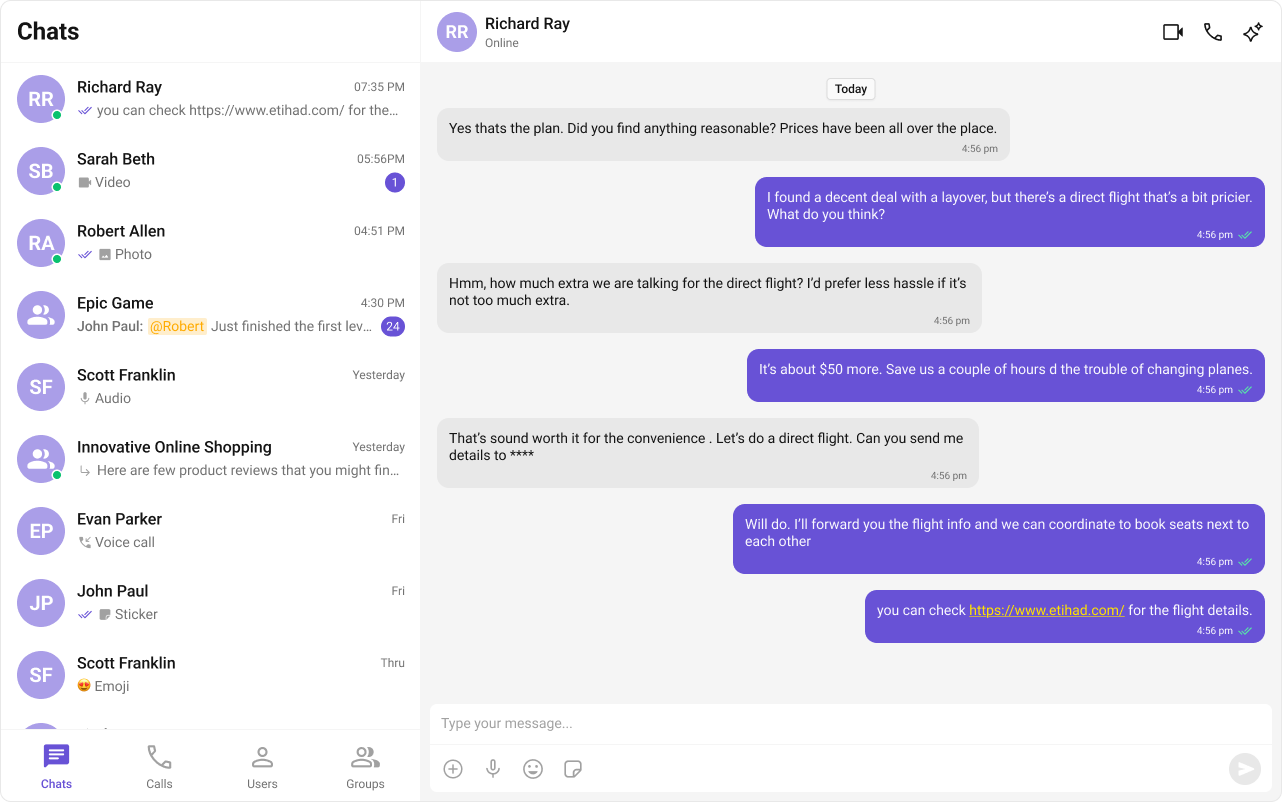 Chats
RR
Richard Ray
07:35 PM
you can check https://www.etihad.com/ for the...
SB
Sarah Beth
05:56PM
Video
1
RA
Robert Allen
04:51 PM
Photo
Epic Game
4:30 PM
John Paul: @Robert Just finished the first lev...
24
SF
Scott Franklin
Yesterday
Audio
Innovative Online Shopping
Yesterday
Here are few product reviews that you might fin...
EP
Evan Parker
Fri
Voice call
JP
John Paul
Fri
Sticker
SF
Scott Franklin
Thru
Emoji
Chats
Calls
Users
Groups
RR
Richard Ray
Online
Today
Yes thats the plan. Did you find anything reasonable? Prices have been all over the place.
4:56 pm
I found a decent deal with a layover, but there’s a direct flight that’s a bit pricier.
What do you think?
4:56 pm
Hmm, how much extra we are talking for the direct flight? I’d prefer less hassle if it’s
not too much extra.
4:56 pm
It’s about $50 more. Save us a couple of hours d the trouble of changing planes.
4:56 pm
That’s sound worth it for the convenience . Let’s do a direct flight. Can you send me
details to ****
4:56 pm
Will do. I’ll forward you the flight info and we can coordinate to book seats next to
each other
4:56 pm
you can check https://www.etihad.com/ for the flight details.
4:56 pm
Type your message...